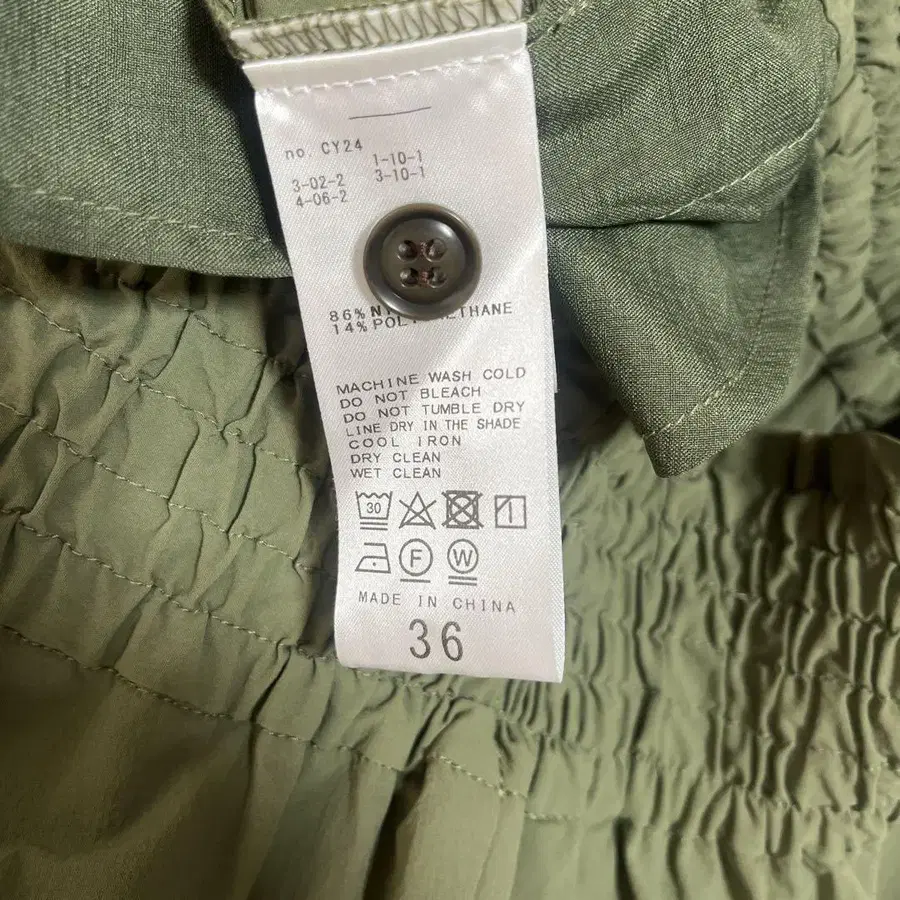 no. CY24
1-10-1
3-02-2 3-10-1
4-06-2
86%
14%
MACHINE WASH COLD
DO NOT BLEACH
DO NOT TUMBLE DRY
LINE DRY IN THE SHADE
COOL IRON
DRY CLEAN
WET CLEAN
30
F W
MADE IN CHINA
36